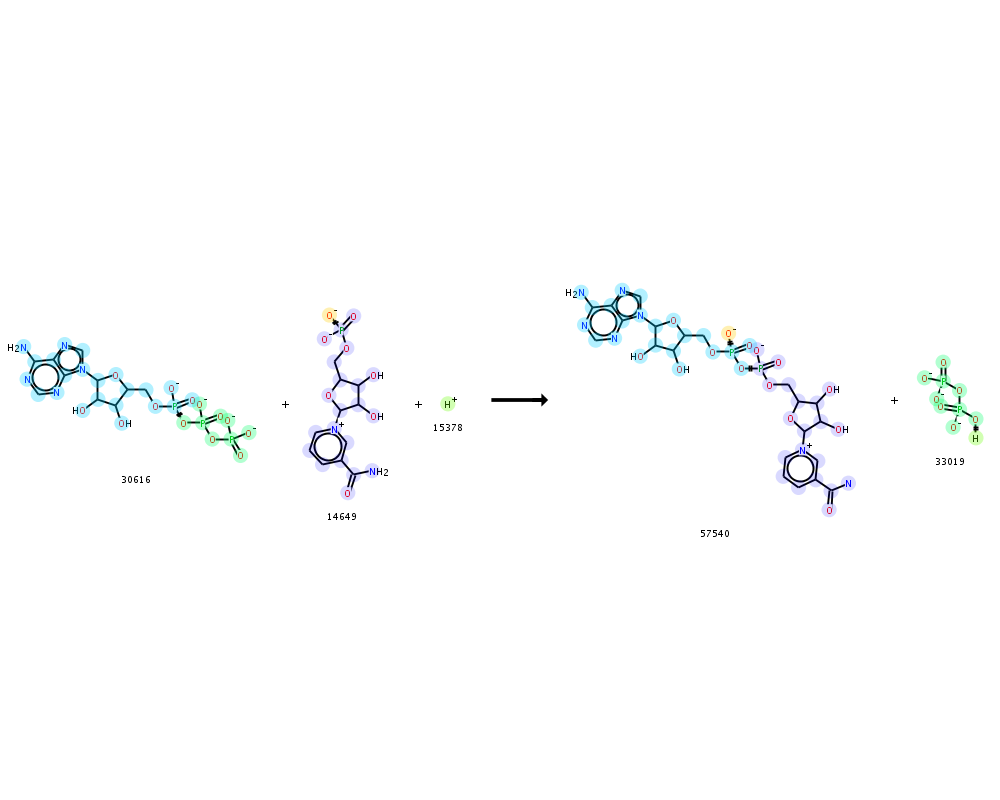 H2N N N N N O HO OH O O- P O O O- P O O O- P O- O
30616
+
O- O P O- O O OH OH N+ NH2 O
14649
+
H+
15378
H2N N N N N O HO OH O O- P O O O- P O O O OH OH N+ N O
57540
+
O O- P O O- O P O- O H
33019